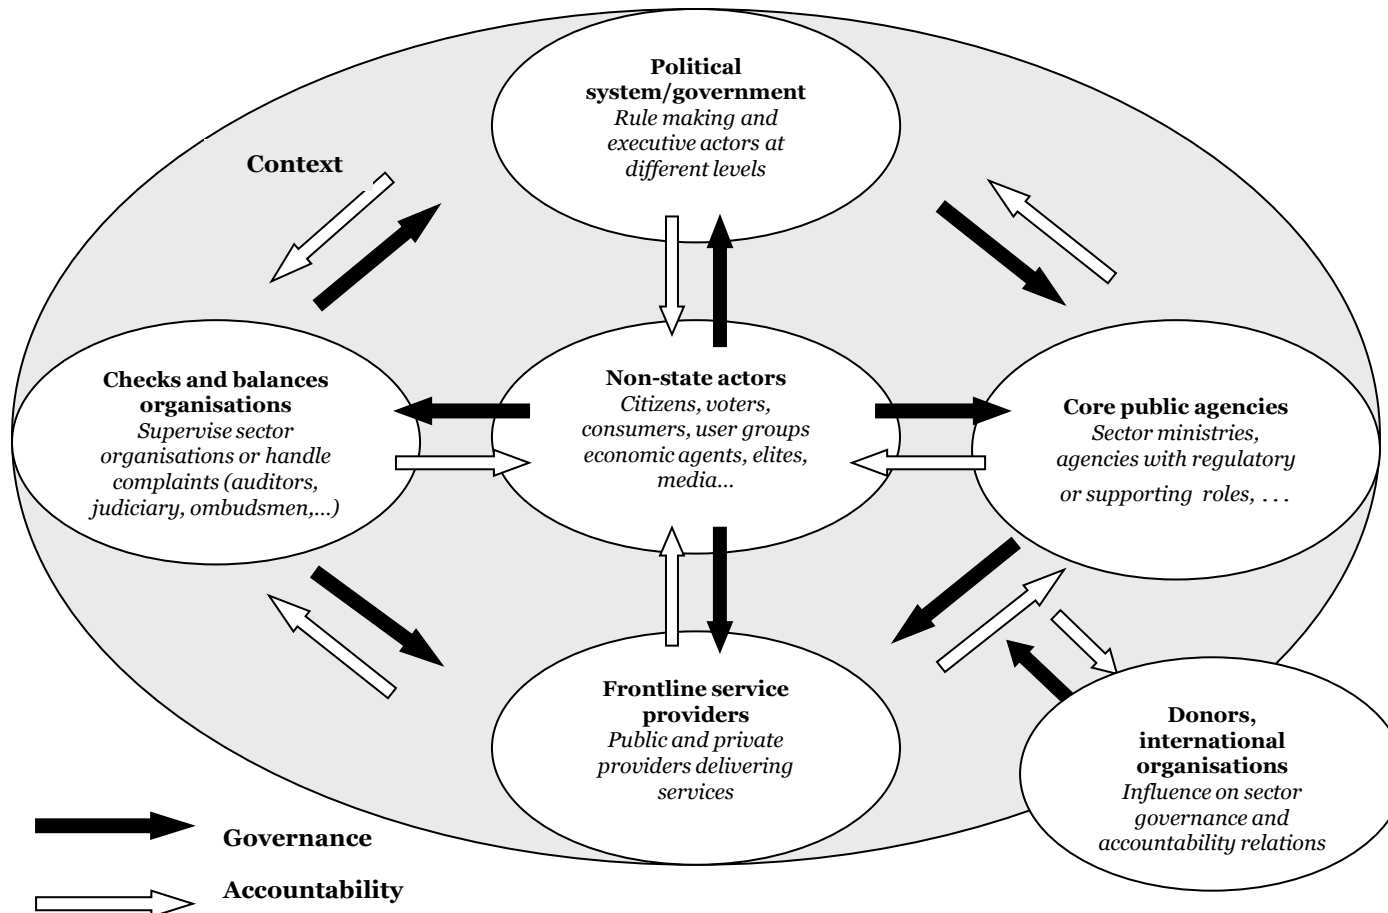 Political
system/government
Rule making and
executive actors at
different levels
Context
Checks and balances
organisations
Supervise sector
organisations or handle
complaints (auditors,
judiciary, ombudsmen,...)
Non-state actors
Citizens, voters,
consumers, user groups
economic agents, elites,
media...
Core public agencies
Sector ministries,
agencies with regulatory
or supporting roles, . . .
Frontline service
providers
Public and private
providers delivering
services
Donors,
international
organisations
Influence on sector
governance and
accountability relations
Governance
Accountability